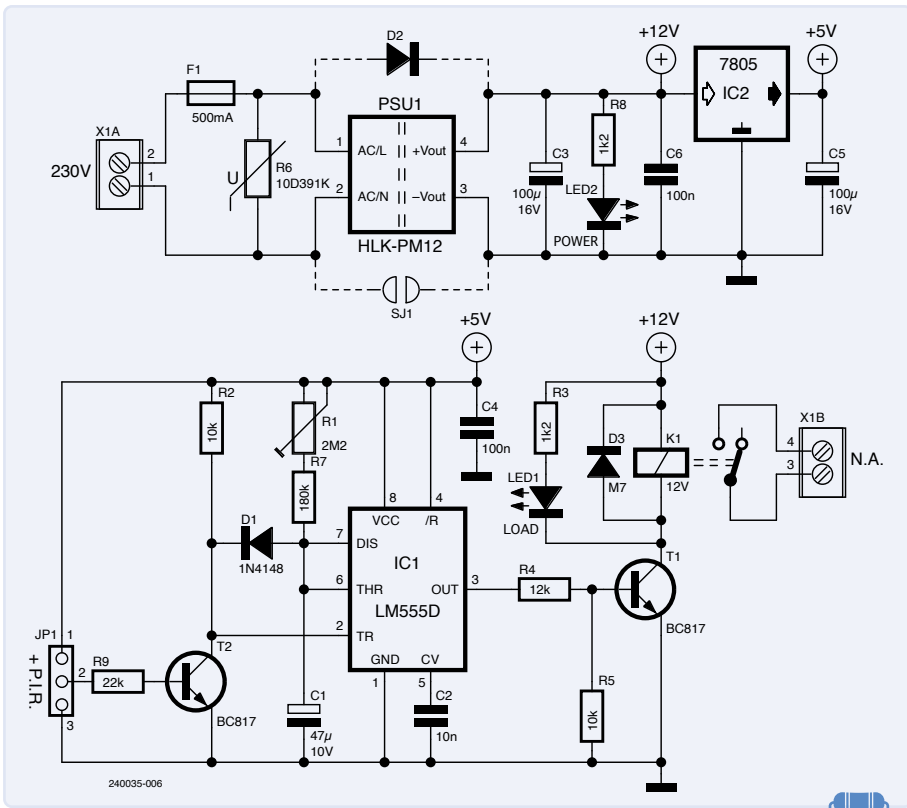 D2
+12V
+5V
F1
500mA
PSU1
7805
IC2
X1A
2
1
230V
U
R6
10D391K
1
AC/L
+Vout
4
2
AC/N
–Vout
3
HLK-PM12
C3
100µ
16V
R8
1k2
LED2
POWER
C6
100n
C5
100µ
16V
SJ1
+5V
+12V
R2
10k
R1
2M2
R7
180k
C4
100n
R3
1k2
LED1
LOAD
D3
M7
K1
12V
X1B
4
3
N.A.
8
4
VCC
/R
D1
1N4148
7
DIS
IC1
6
THR
OUT
3
LM555D
2
TR
GND
CV
1
5
R4
12k
T1
BC817
JP1
1
2
3
+ P.I.R.
R9
22k
T2
BC817
C1
47µ
10V
C2
10n
R5
10k
240035-006